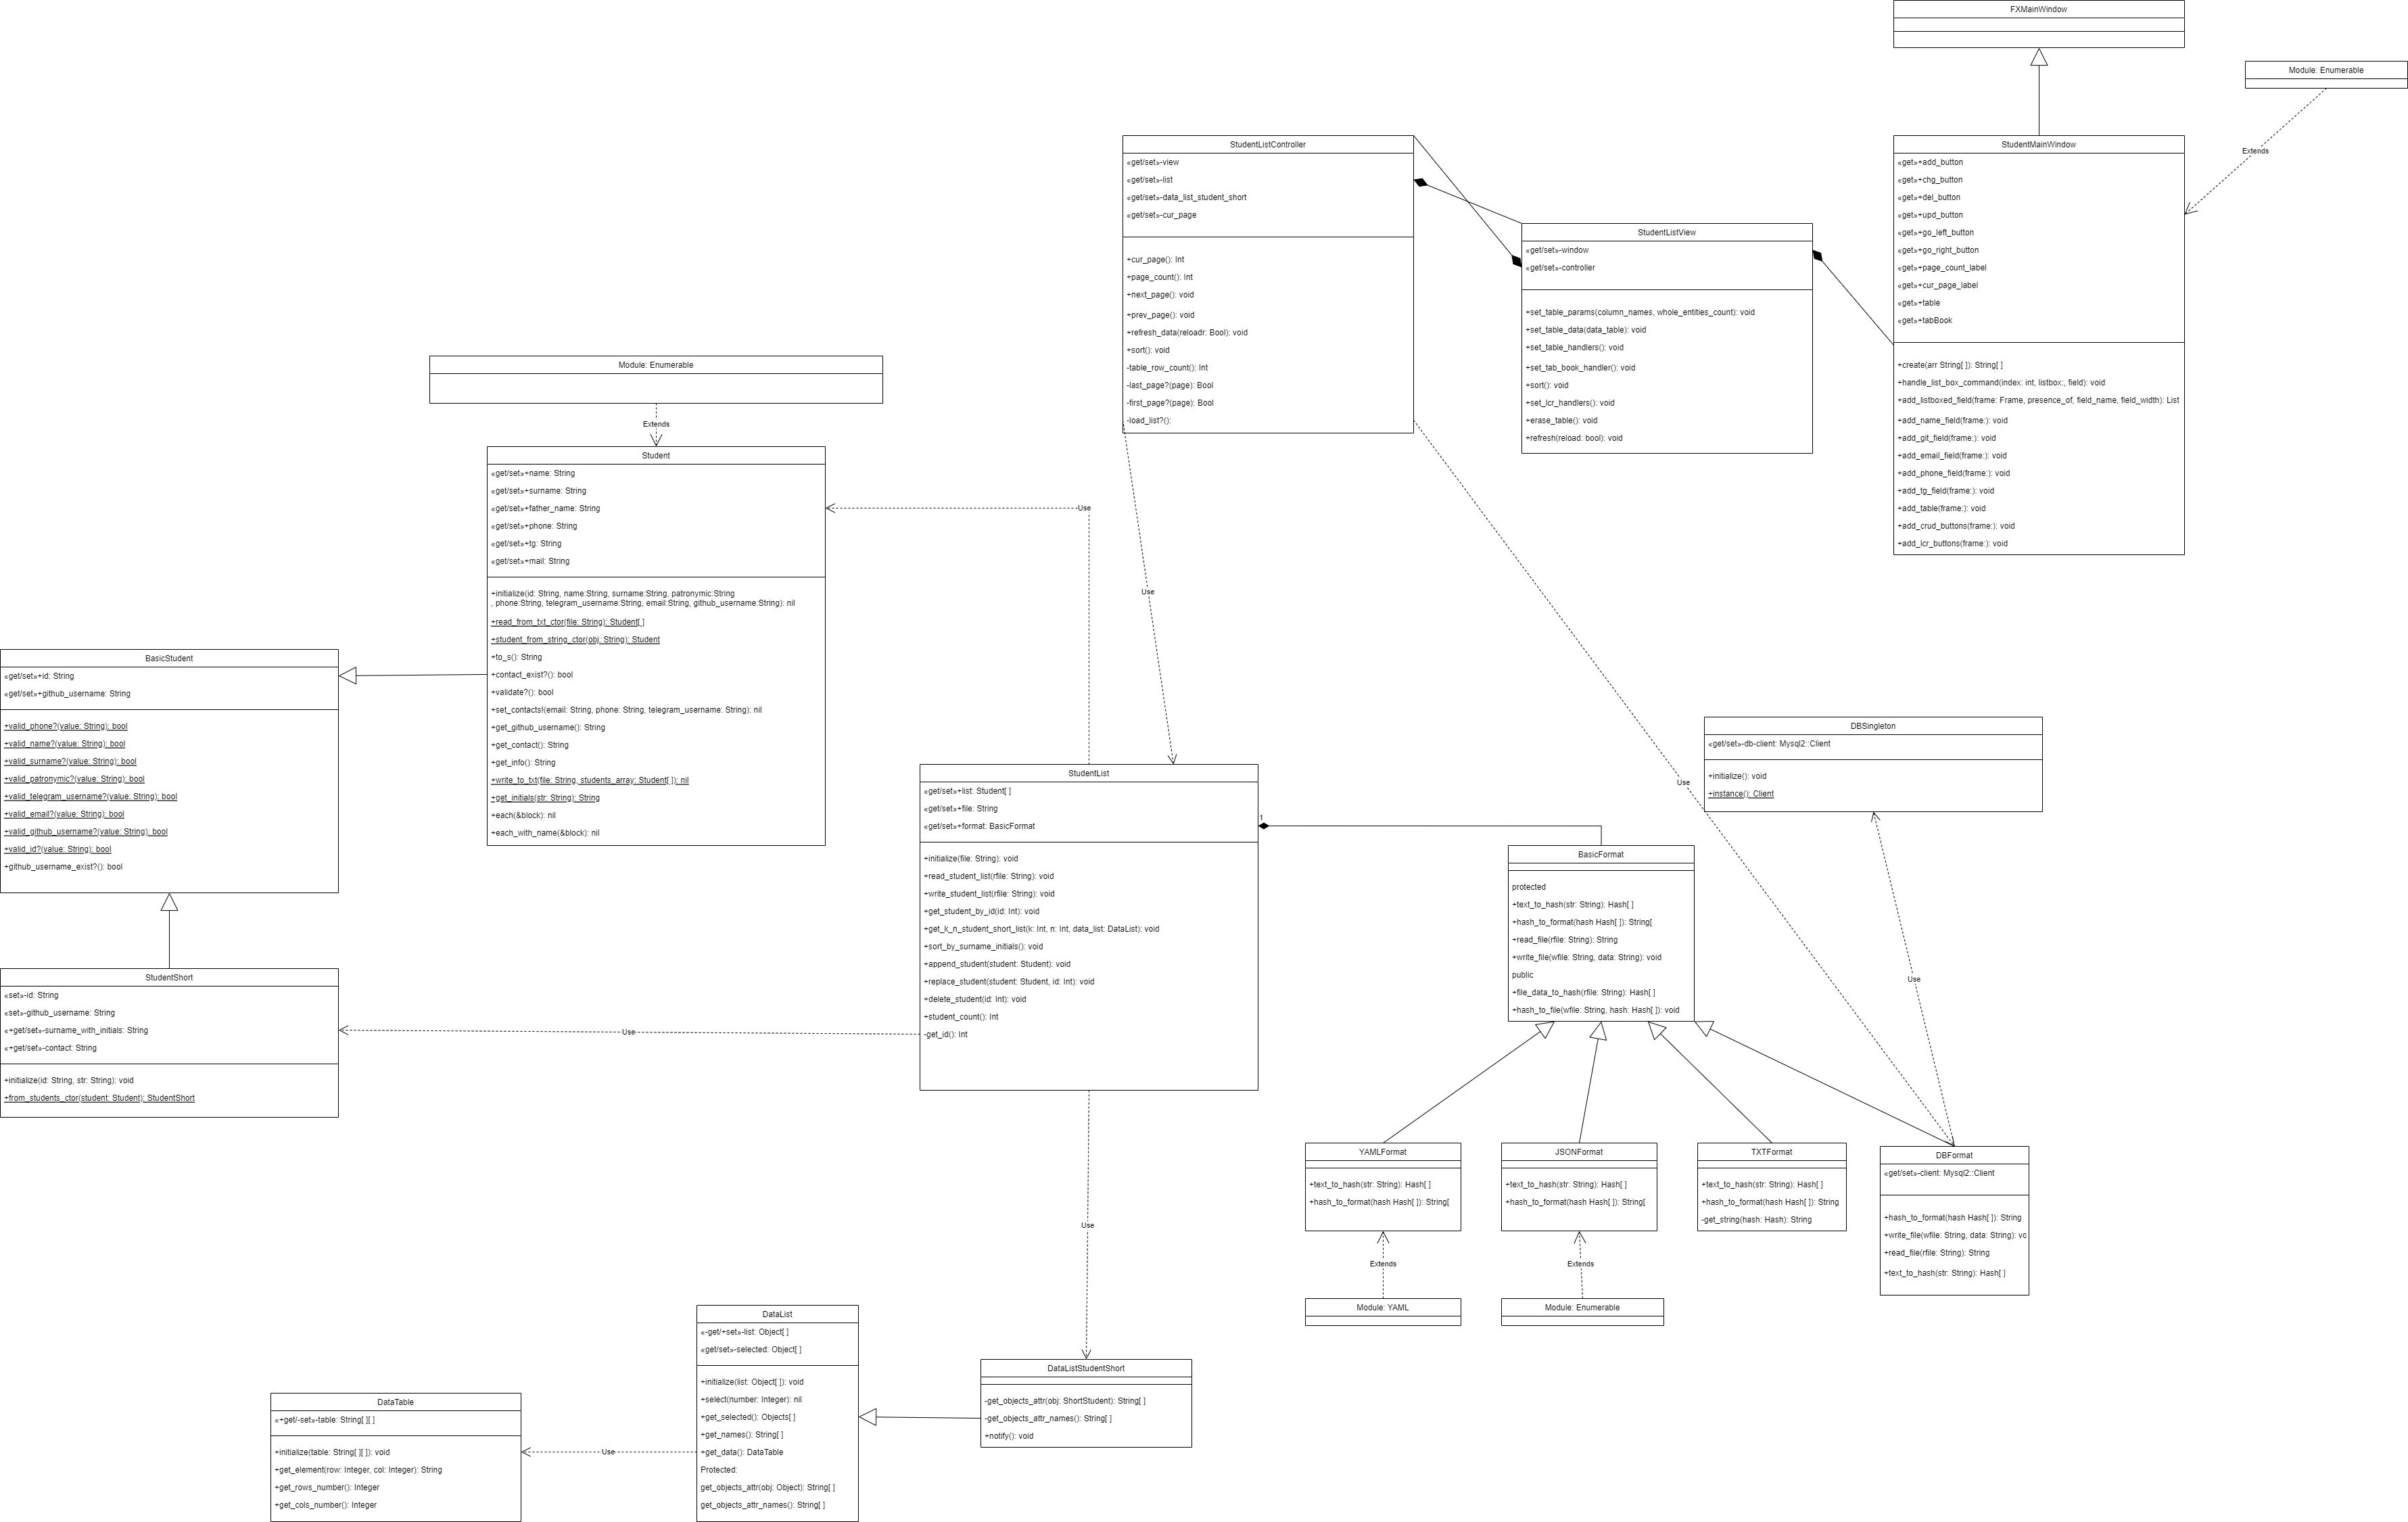 FXMainWindow
Module: Enumerable
Extends
StudentMainWindow
«get»+add_button
«get»+chg_button
«get»+del_button
«get»+upd_button
«get»+go_left_button
«get»+go_right_button
«get»+page_count_label
«get»+cur_page_label
«get»+table
«get»+tabBook
+create(arr String[ ]): String[ ]
+handle_list_box_command(index: int, listbox:, field): void
+add_listboxed_field(frame: Frame, presence_of, field_name, field_width): List
+add_name_field(frame:): void
+add_git_field(frame:): void
+add_email_field(frame:): void
+add_phone_field(frame:): void
+add_tg_field(frame:): void
+add_table(frame:): void
+add_crud_buttons(frame:): void
+add_lcr_buttons(frame:): void
StudentListController
«get/set»-view
«get/set»-list
«get/set»-data_list_student_short
«get/set»-cur_page
+cur_page(): Int
+page_count(): Int
+next_page(): void
+prev_page(): void
+refresh_data(reloadr: Bool): void
+sort(): void
-table_row_count(): Int
-last_page?(page): Bool
-first_page?(page): Bool
-load_list?():
StudentListView
«get/set»-window
«get/set»-controller
+set_table_params(column_names, whole_entities_count): void
+set_table_data(data_table): void
+set_table_handlers(): void
+set_tab_book_handler(): void
+sort(): void
+set_lcr_handlers(): void
+erase_table(): void
+refresh(reload: bool): void
Module: Enumerable
Extends
Student
«get/set»+name: String
«get/set»+surname: String
«get/set»+father_name: String
«get/set»+phone: String
«get/set»+tg: String
«get/set»+mail: String
+initialize(id: String, name:String, surname:String, patronymic:String
, phone:String, telegram_username:String, email:String, github_username:String): nil
+read_from_txt_ctor(file: String): Student[ ]
+student_from_string_ctor(obj: String): Student
+to_s(): String
+contact_exist?(): bool
+validate?(): bool
+set_contacts!(email: String, phone: String, telegram_username: String): nil
+get_github_username(): String
+get_contact(): String
+get_info(): String
+write_to_txt(file: String, students_array: Student[ ]): nil
+get_initials(str: String): String
+each(&block): nil
+each_with_name(&block): nil
Use
Use
Use
BasicStudent
«get/set»+id: String
«get/set»+github_username: String
+valid_phone?(value: String): bool
+valid_name?(value: String): bool
+valid_surname?(value: String): bool
+valid_patronymic?(value: String): bool
+valid_telegram_username?(value: String): bool
+valid_email?(value: String): bool
+valid_github_username?(value: String): bool
+valid_id?(value: String): bool
+github_username_exist?(): bool
DBSingleton
«get/set»-db-client: Mysql2::Client
+initialize(): void
+instance(): Client
StudentList
«get/set»+list: Student[ ]
«get/set»+file: String
«get/set»+format: BasicFormat
+initialize(file: String): void
+read_student_list(rfile: String): void
+write_student_list(rfile: String): void
+get_student_by_id(id: Int): void
+get_k_n_student_short_list(k: Int, n: Int, data_list: DataList): void
+sort_by_surname_initials(): void
+append_student(student: Student): void
+replace_student(student: Student, id: Int): void
+delete_student(id: Int): void
+student_count(): Int
-get_id(): Int
1
BasicFormat
protected
+text_to_hash(str: String): Hash[ ]
+hash_to_format(hash Hash[ ]): String[
+read_file(rfile: String): String
+write_file(wfile: String, data: String): void
public
+file_data_to_hash(rfile: String): Hash[ ]
+hash_to_file(wfile: String, hash: Hash[ ]): void
Use
StudentShort
«set»-id: String
«set»-github_username: String
«+get/set»-surname_with_initials: String
«+get/set»-contact: String
+initialize(id: String, str: String): void
+from_students_ctor(student: Student): StudentShort
Use
YAMLFormat
+text_to_hash(str: String): Hash[ ]
+hash_to_format(hash Hash[ ]): String[
JSONFormat
+text_to_hash(str: String): Hash[ ]
+hash_to_format(hash Hash[ ]): String[
TXTFormat
+text_to_hash(str: String): Hash[ ]
+hash_to_format(hash Hash[ ]): String
-get_string(hash: Hash): String
DBFormat
«get/set»-client: Mysql2::Client
+hash_to_format(hash Hash[ ]): String
+write_file(wfile: String, data: String): vo
+read_file(rfile: String): String
+text_to_hash(str: String): Hash[ ]
Use
Extends
Extends
Module: YAML
Module: Enumerable
DataList
«-get/+set»-list: Object[ ]
«get/set»-selected: Object[ ]
+initialize(list: Object[ ]): void
+select(number: Integer): nil
+get_selected(): Objects[ ]
+get_names(): String[ ]
+get_data(): DataTable
Protected:
get_objects_attr(obj: Object): String[ ]
get_objects_attr_names(): String[ ]
DataListStudentShort
-get_objects_attr(obj: ShortStudent): String[ ]
-get_objects_attr_names(): String[ ]
+notify(): void
DataTable
«+get/-set»-table: String[ ][ ]
+initialize(table: String[ ][ ]): void
+get_element(row: Integer, col: Integer): String
+get_rows_number(): Integer
+get_cols_number(): Integer
Use